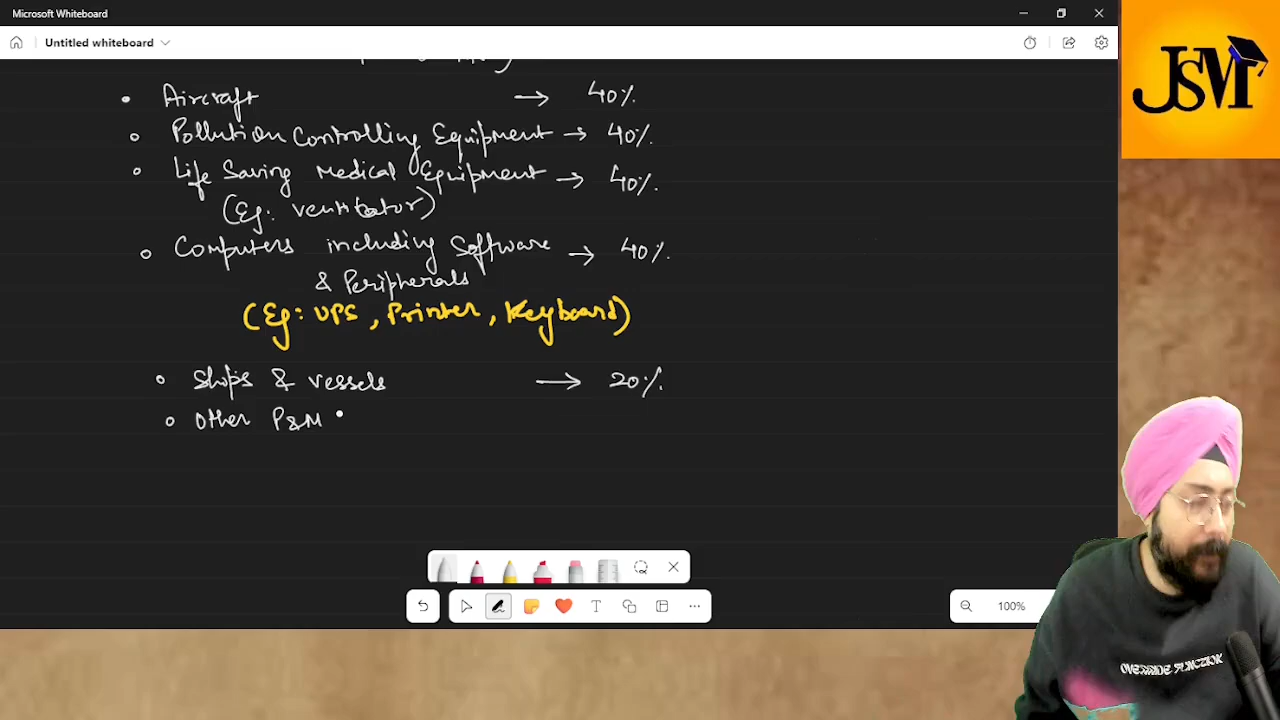 Microsoft Whiteboard
Untitled whiteboard
JSM
• Aircraft → 40%.
• Pollution Controlling Equipment → 40%.
• Life Saving Medical Equipment → 40%.
(Eg: ventilator)
• Computers including Software → 40%.
& Peripherals
(Eg: UPS, Printer, Keyboard)
• Ships & vessels → 20%.
• Other P&M
100%